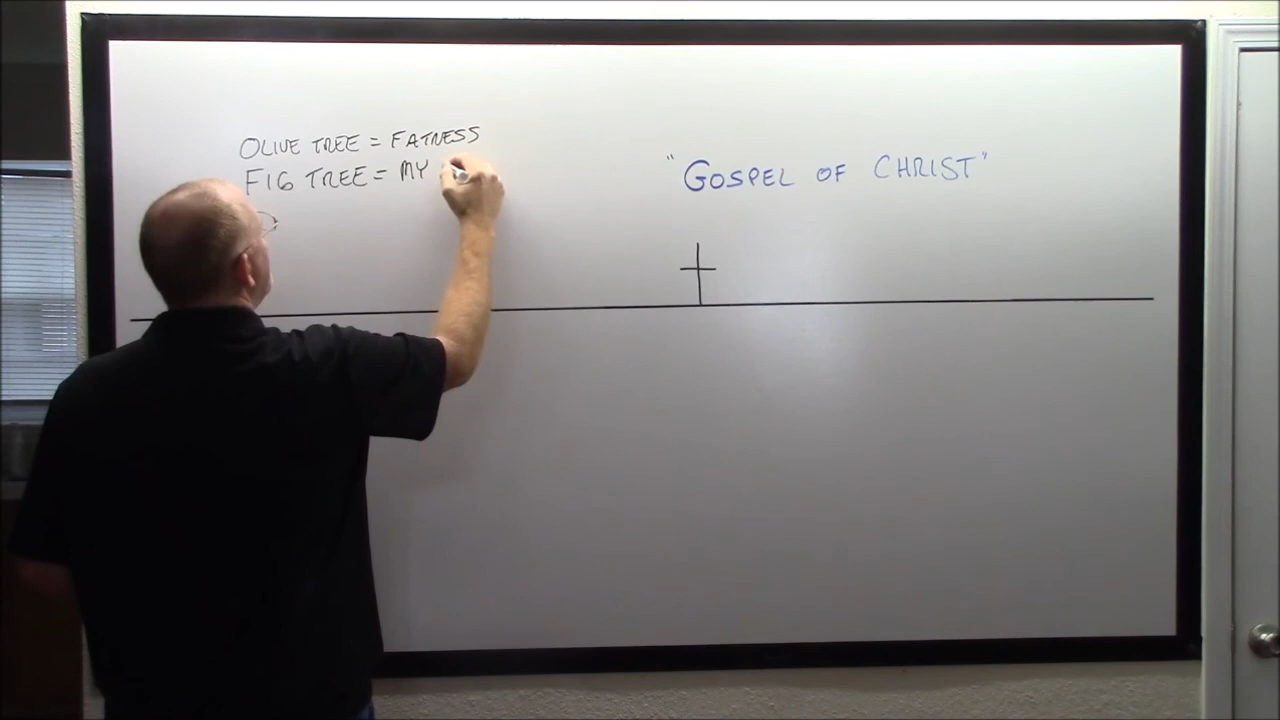 OLIVE TREE = FATNESS
FIG TREE = MY
"GOSPEL OF CHRIST"